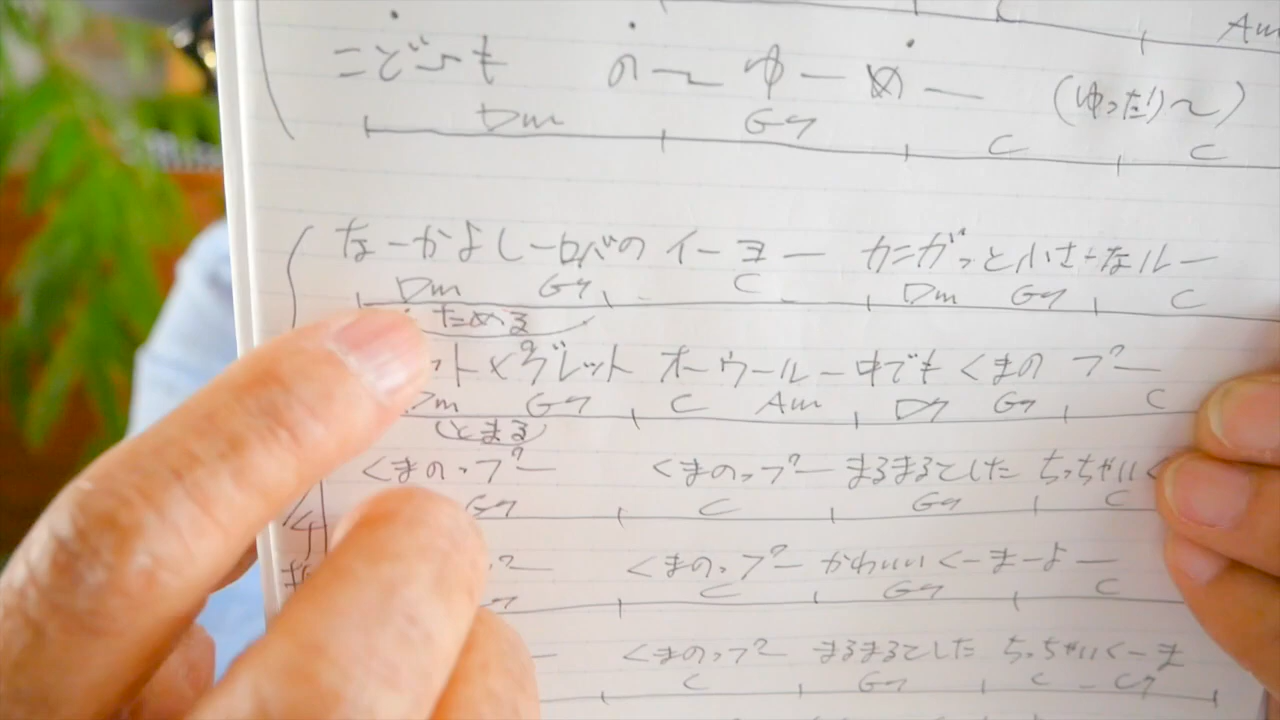 Am
こどーも の～ ゆー めー (ゆったり～)
Dm G7 C C
なーかよしーロバの イーヨー カンガっと小さーなルー
Dm G7 C Dm G7 C
ためる
ットとプグレット オーウールー中でも くまの プー
Dm G7 C Am D7 G7 C
(とまる)
くまの,プー くまの,プー まるまるとした ちっちゃいく
G7 C G7 C
プー くまの,プー かわいいくーまーよー
G7 C G7 C
ー くまの,プー まるまるとした ちっちゃいくーま
C G7 C C7